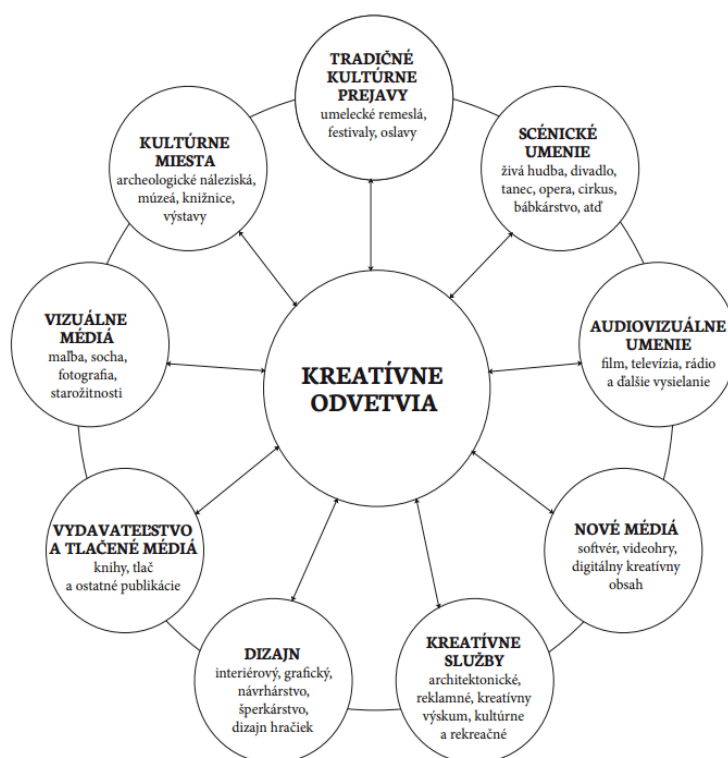 TRADIČNÉ
KULTÚRNE
PREJAVY
umelecké remeslá,
festivaly, oslavy
SCÉNICKÉ
UMENIE
živá hudba, divadlo,
tanec, opera, cirkus,
bábkárstvo, atď
AUDIOVIZUÁLNE
UMENIE
film, televízia, rádio
a ďalšie vysielanie
NOVÉ MÉDIÁ
softvér, videohry,
digitálny kreatívny
obsah
KREATÍVNE
SLUŽBY
architektonické,
reklamné, kreatívny
výskum, kultúrne
a rekreačné
DIZAJN
interiérový, grafický,
návrhárstvo,
šperkárstvo,
dizajn hračiek
VYDAVATEĽSTVO
A TLAČENÉ MÉDIÁ
knihy, tlač
a ostatné publikácie
VIZUÁLNE
MÉDIÁ
maľba, socha,
fotografia,
starožitnosti
KULTÚRNE
MIESTA
archeologické náleziská,
múzeá, knižnice,
výstavy
KREATÍVNE
ODVETVIA